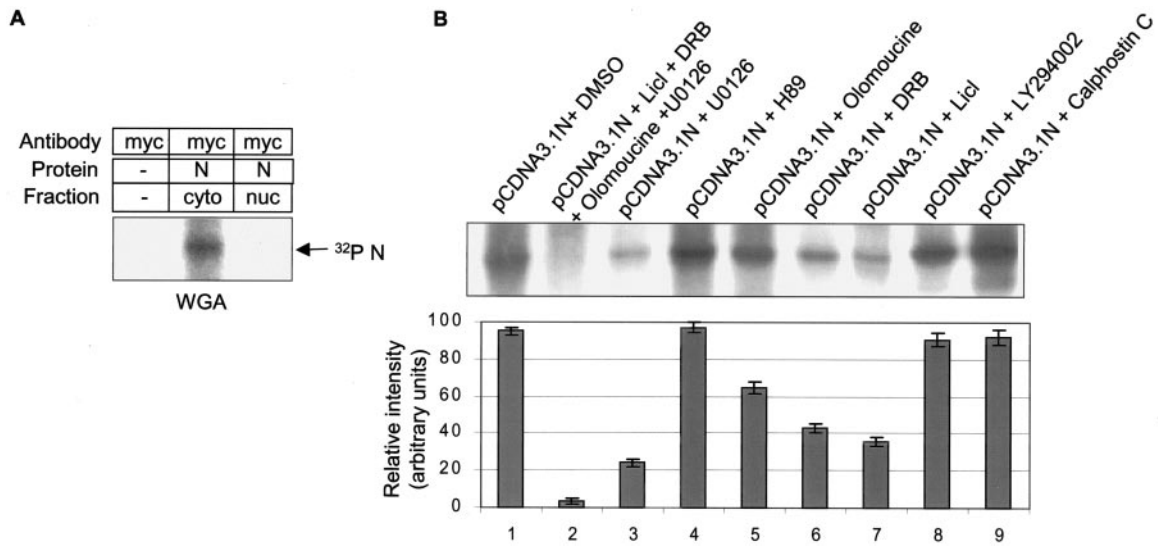 A
Antibody myc myc myc
Protein - N N
Fraction - cyto nuc
32P N
WGA
B
pCDNA3.1N+ DMSO
pCDNA3.1N + Licl + DRB
+ Olomoucine +U0126
pCDNA3.1N + U0126
pCDNA3.1N + H89
pCDNA3.1N + Olomoucine
pCDNA3.1N + DRB
pCDNA3.1N + Licl
pCDNA3.1N + LY294002
pCDNA3.1N + Calphostin C
Relative intensity
(arbitrary units)
100
80
60
40
20
0
1 2 3 4 5 6 7 8 9